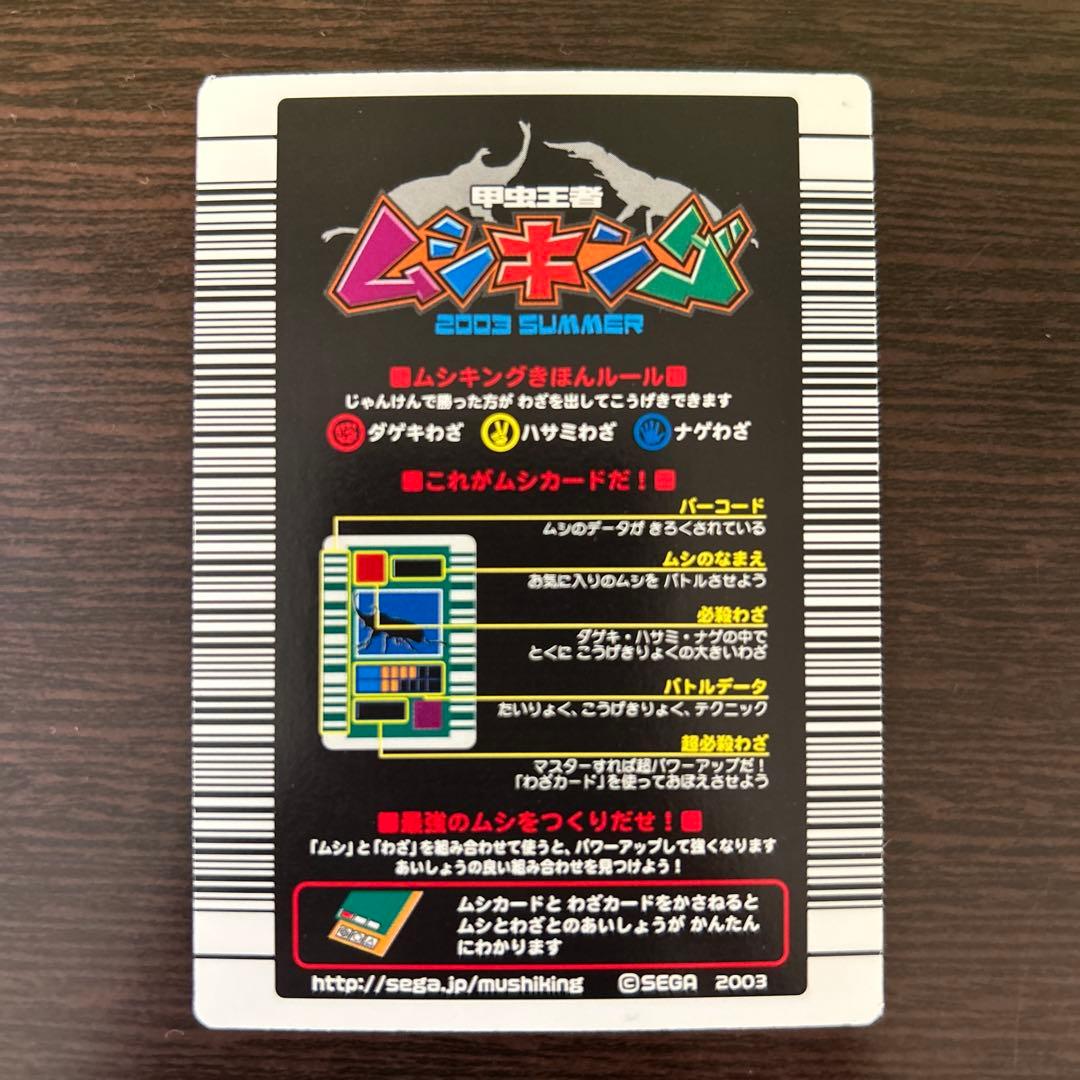 甲虫王者
ムシキング
2003 SUMMER
ムシキングきほんルール
じゃんけんで勝った方が わざを出してこうげきできます
ダゲキわざ ハサミわざ ナゲわざ
これがムシカードだ!
バーコード
ムシのデータが きろくされている
ムシのなまえ
お気に入りのムシを バトルさせよう
必殺わざ
ダゲキ・ハサミ・ナゲの中で
とくに こうげきりょくの大きいわざ
バトルデータ
たいりょく、こうげきりょく、テクニック
超必殺わざ
マスターすれば超パワーアップだ!
「わざカード」を使っておぼえさせよう
最強のムシをつくりだせ!
「ムシ」と「わざ」を組み合わせて使うと、パワーアップして強くなります
あいしょうの良い組み合わせを見つけよう!
ムシカードと わざカードをかさねると
ムシとわざとのあいしょうが かんたん
にわかります
http://sega.jp/mushiking ©SEGA 2003